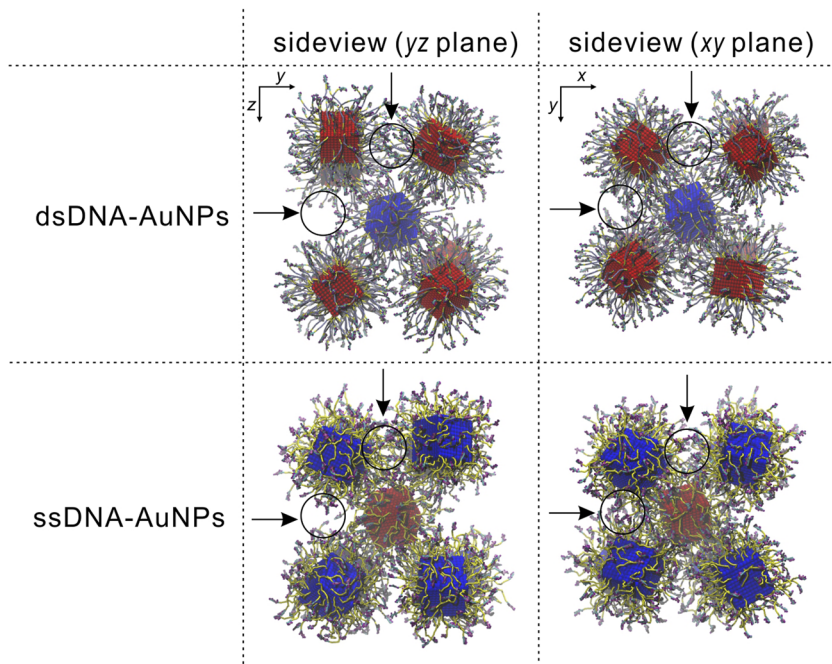 sideview (yz plane)
sideview (xy plane)
y
z
x
y
dsDNA-AuNPs
ssDNA-AuNPs